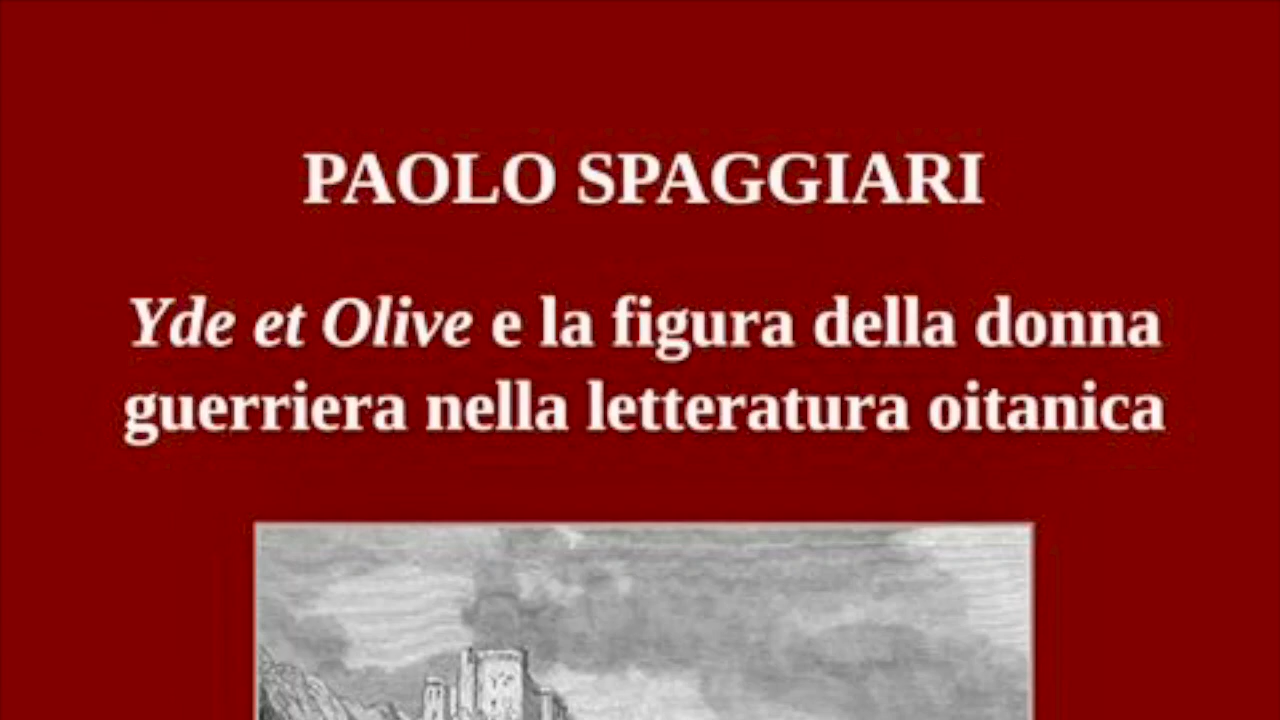 PAOLO SPAGGIARI
Yde et Olive e la figura della donna
guerriera nella letteratura oitanica